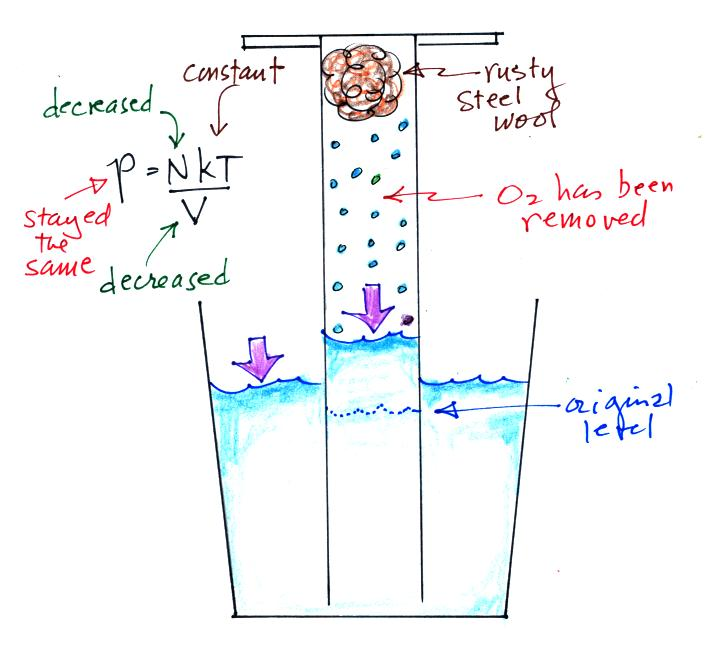 constant
decreased
P = NkT
V
stayed
the
same
decreased
rusty
steel
wool
O₂ has been
removed
original
level